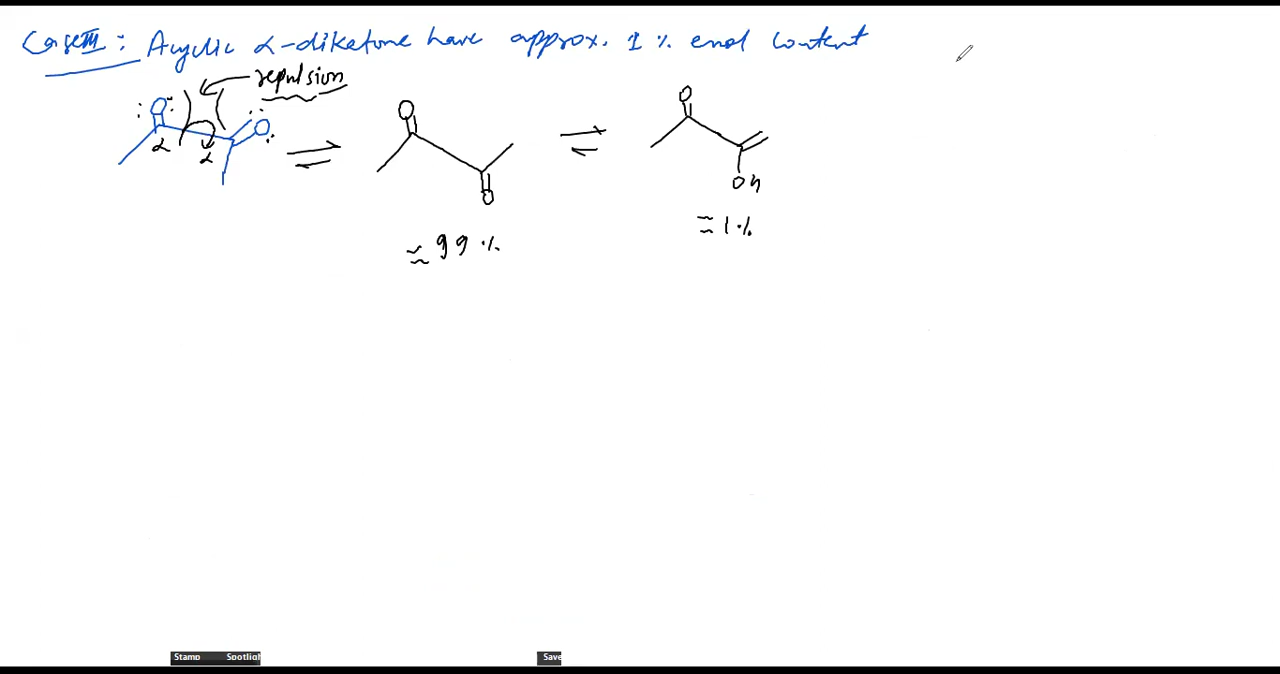 Case III : Acyclic α-diketone have approx. 1 % enol content
repulsion
O O O O
α α O OH
≈ 99 % ≈ 1 %
Stamp Spotlight Save